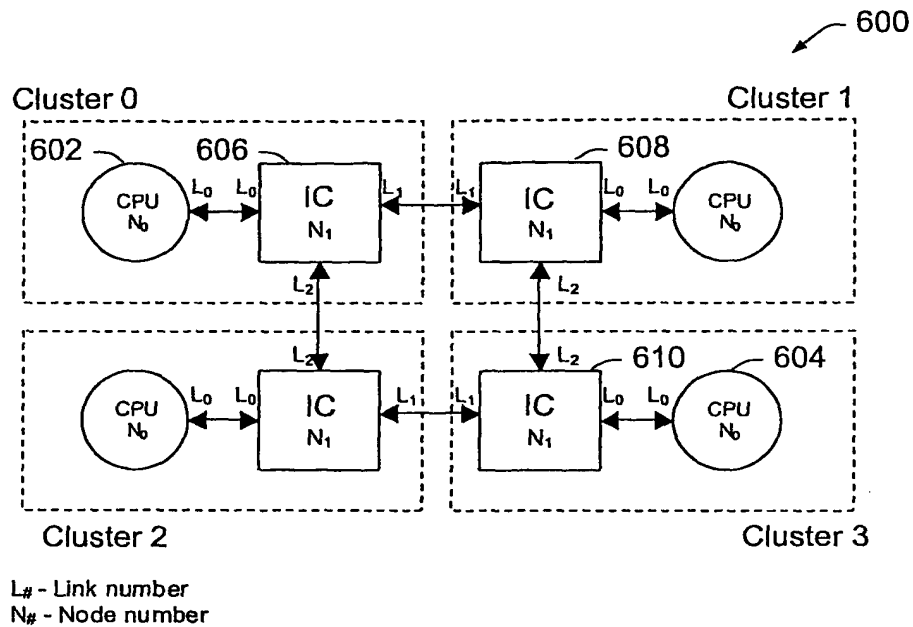 600
Cluster 0
Cluster 1
602
606
608
CPU
N₀
L₀
L₀
IC
N₁
L₁
L₁
IC
N₁
L₀
L₀
CPU
N₀
L₂
L₂
L₂
L₂
610
604
CPU
N₀
L₀
L₀
IC
N₁
L₁
L₁
IC
N₁
L₀
L₀
CPU
N₀
Cluster 2
Cluster 3
L# - Link number
N# - Node number